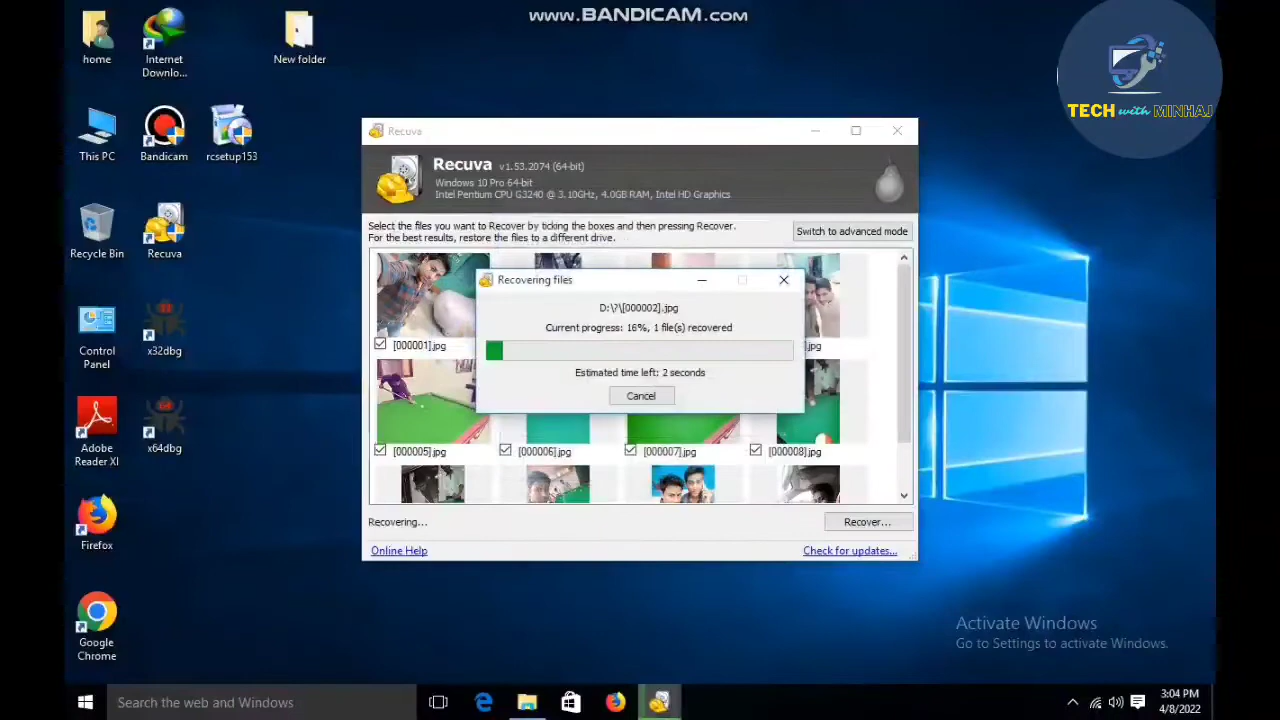 www.BANDICAM.com
TECH with MINHAJ
home
Internet
Downlo...
New folder
This PC
Bandicam
rcsetup153
Recycle Bin
Recuva
Control
Panel
x32dbg
Adobe
Reader XI
x64dbg
Firefox
Google
Chrome
Recuva
Recuva v1.53.2074 (64-bit)
Windows 10 Pro 64-bit
Intel Pentium CPU G3240 @ 3.10GHz, 4.0GB RAM, Intel HD Graphics
Select the files you want to Recover by ticking the boxes and then pressing Recover.
For the best results, restore the files to a different drive.
Switch to advanced mode
Recovering files
D:\?\[000002].jpg
Current progress: 16%, 1 file(s) recovered
Estimated time left: 2 seconds
Cancel
[000001].jpg
.jpg
[000005].jpg
[000006].jpg
[000007].jpg
[000008].jpg
Recovering...
Recover...
Online Help
Check for updates...
Activate Windows
Go to Settings to activate Windows.
Search the web and Windows
3:04 PM
4/8/2022